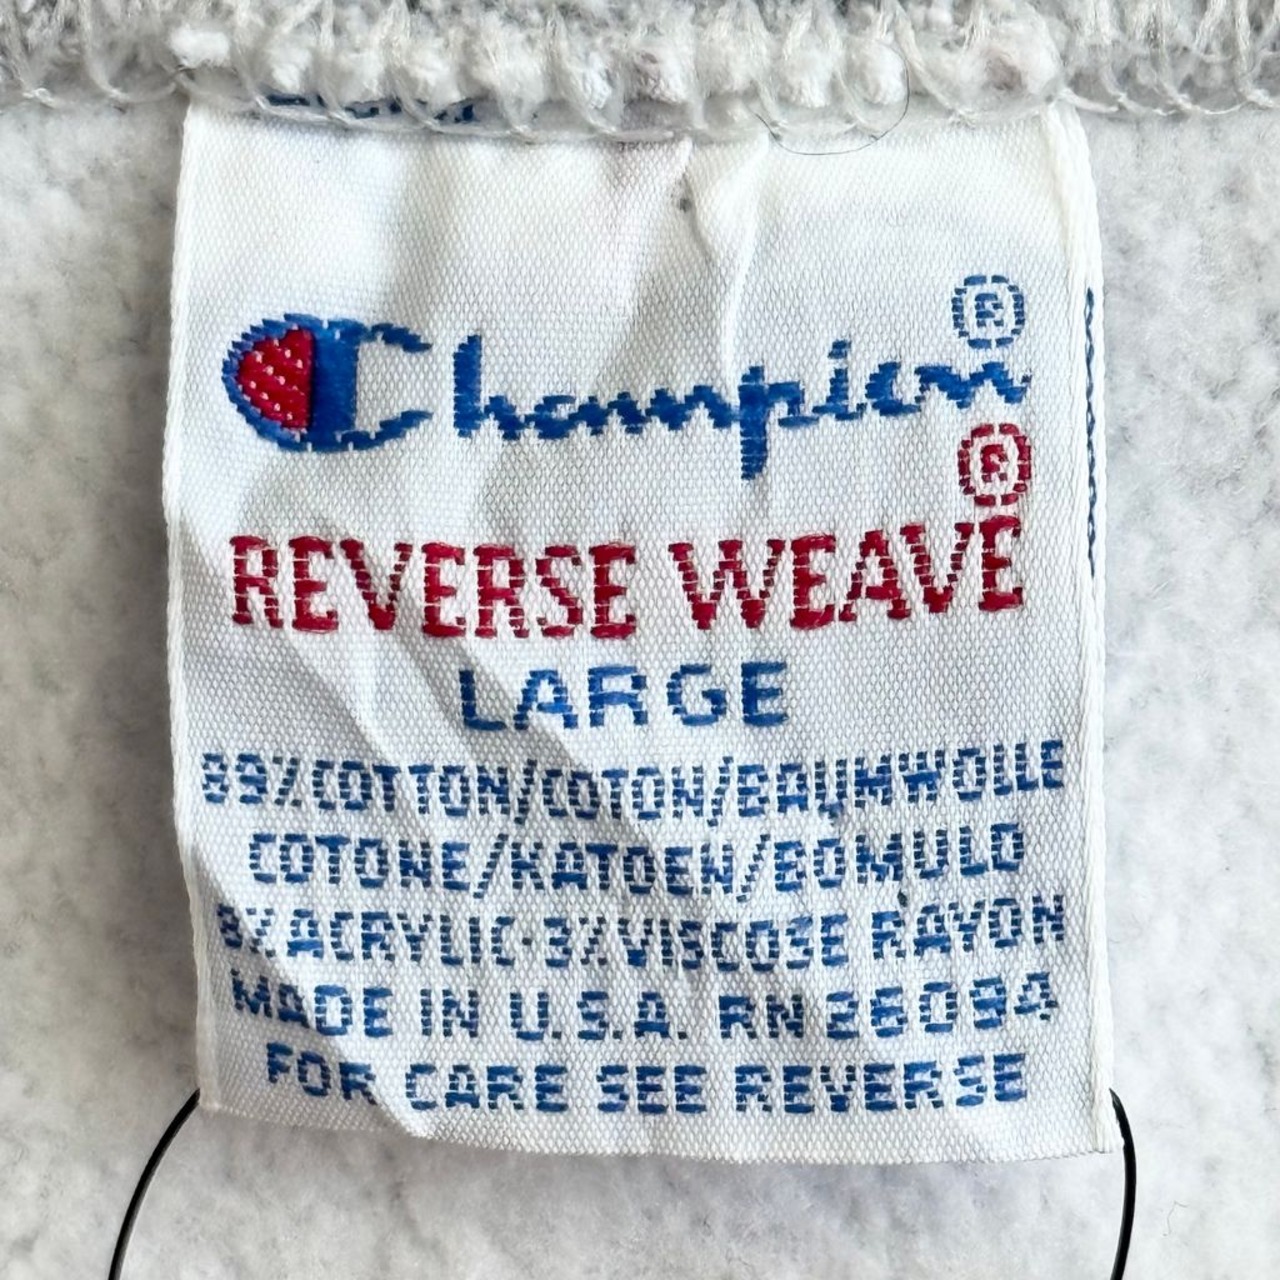 Champion®
REVERSE WEAVE®
LARGE
89%COTTON/COTON/BAUMWOLLE
COTONE/KATOEN/BOMULD
8%ACRYLIC·3%VISCOSE RAYON
MADE IN U.S.A. RN 26094
FOR CARE SEE REVERSE